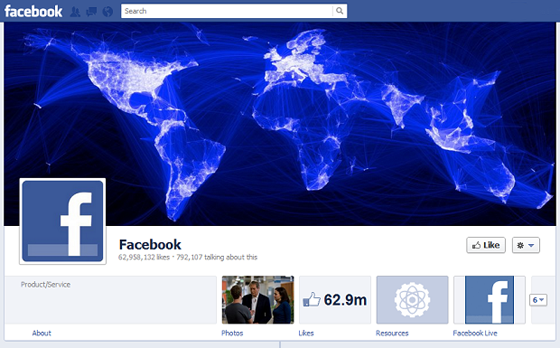 facebook
Search
Facebook
62,958,132 likes · 792,107 talking about this
Like
Product/Service
62.9m
6
About
Photos
Likes
Resources
Facebook Live